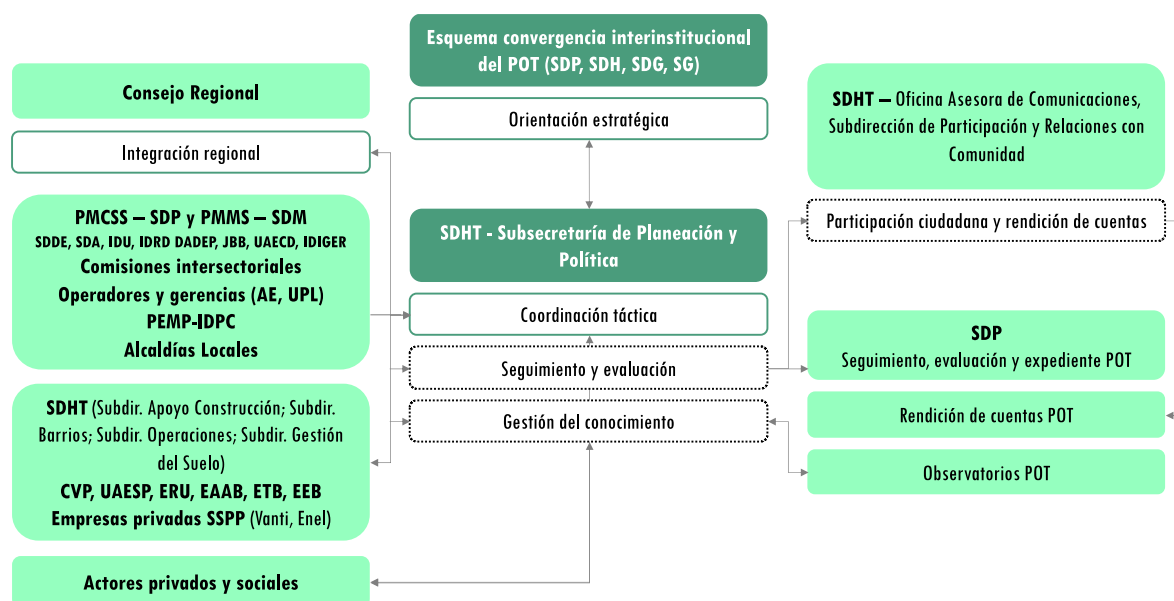 Esquema convergencia interinstitucional
del POT (SDP, SDH, SDG, SG)
Orientación estratégica
Consejo Regional
Integración regional
PMCSS – SDP y PMMS – SDM
SDDE, SDA, IDU, IDRD DADEP, JBB, UAECD, IDIGER
Comisiones intersectoriales
Operadores y gerencias (AE, UPL)
PEMP-IDPC
Alcaldías Locales
SDHT (Subdir. Apoyo Construcción; Subdir.
Barrios; Subdir. Operaciones; Subdir. Gestión
del Suelo)
CVP, UAESP, ERU, EAAB, ETB, EEB
Empresas privadas SSPP (Vanti, Enel)
Actores privados y sociales
SDHT - Subsecretaría de Planeación y
Política
Coordinación táctica
Seguimiento y evaluación
Gestión del conocimiento
SDHT – Oficina Asesora de Comunicaciones,
Subdirección de Participación y Relaciones con
Comunidad
Participación ciudadana y rendición de cuentas
SDP
Seguimiento, evaluación y expediente POT
Rendición de cuentas POT
Observatorios POT